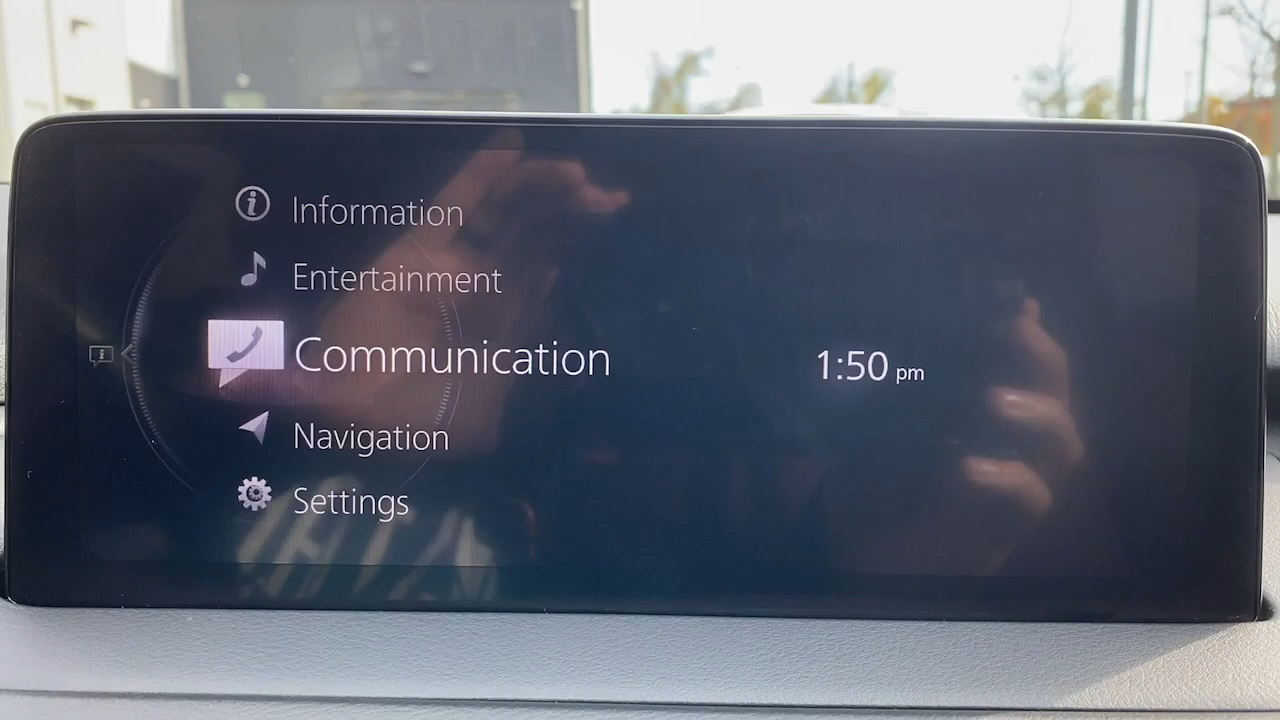 Information
Entertainment
Communication
1:50 pm
Navigation
Settings